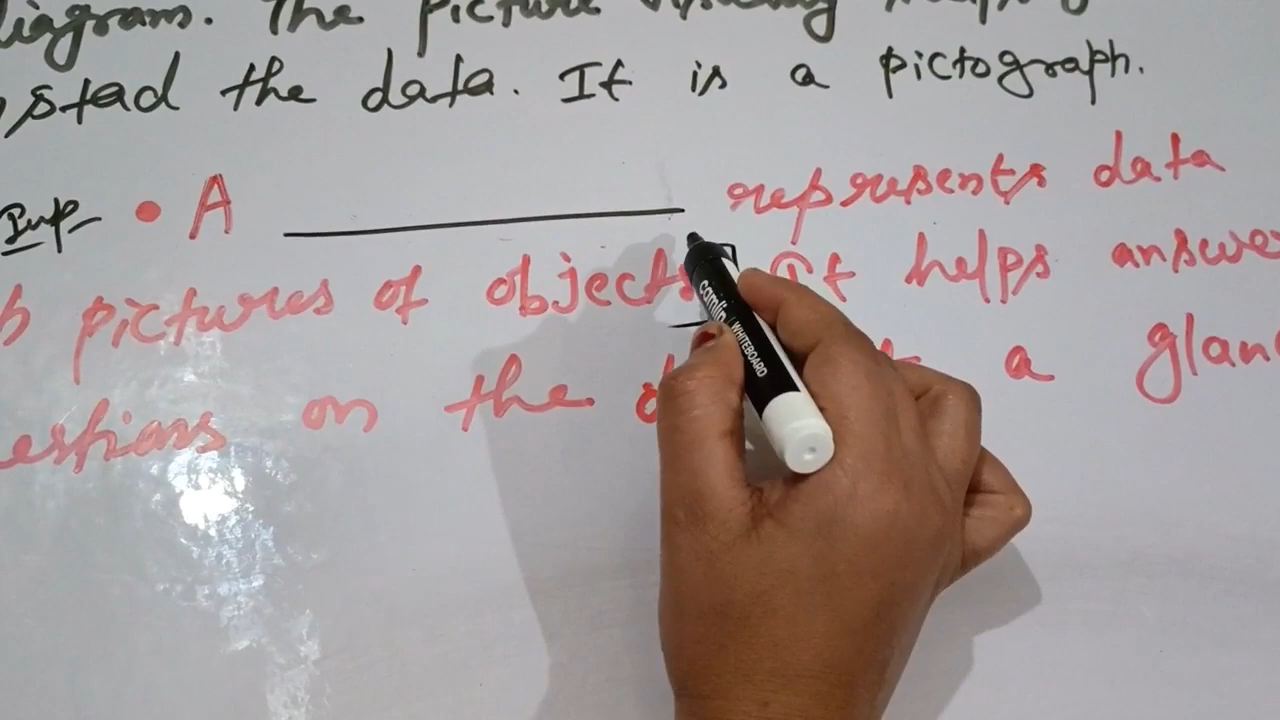 diagram. The picture
stad the data. It is a pictograph.
Imp • A ________ represents data
pictures of objects. It helps answer
on the a glan
camlin / WHITEBOARD